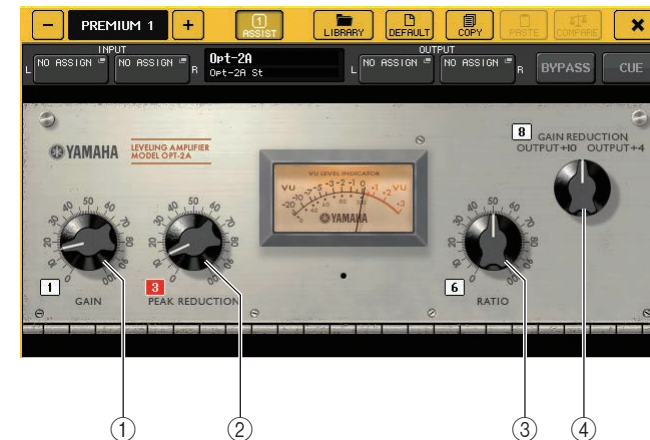 − PREMIUM 1 + 1 ASSIST LIBRARY DEFAULT COPY PASTE COMPARE ×
INPUT OUTPUT
L NO ASSIGN NO ASSIGN R Opt-2A L NO ASSIGN NO ASSIGN R BYPASS CUE
Opt-2A St
YAMAHA LEVELING AMPLIFIER
MODEL OPT-2A
8 GAIN REDUCTION
OUTPUT+10 OUTPUT+4
VU LEVEL INDICATOR
VU VU
YAMAHA
1 GAIN
3 PEAK REDUCTION
6 RATIO
① ② ③ ④